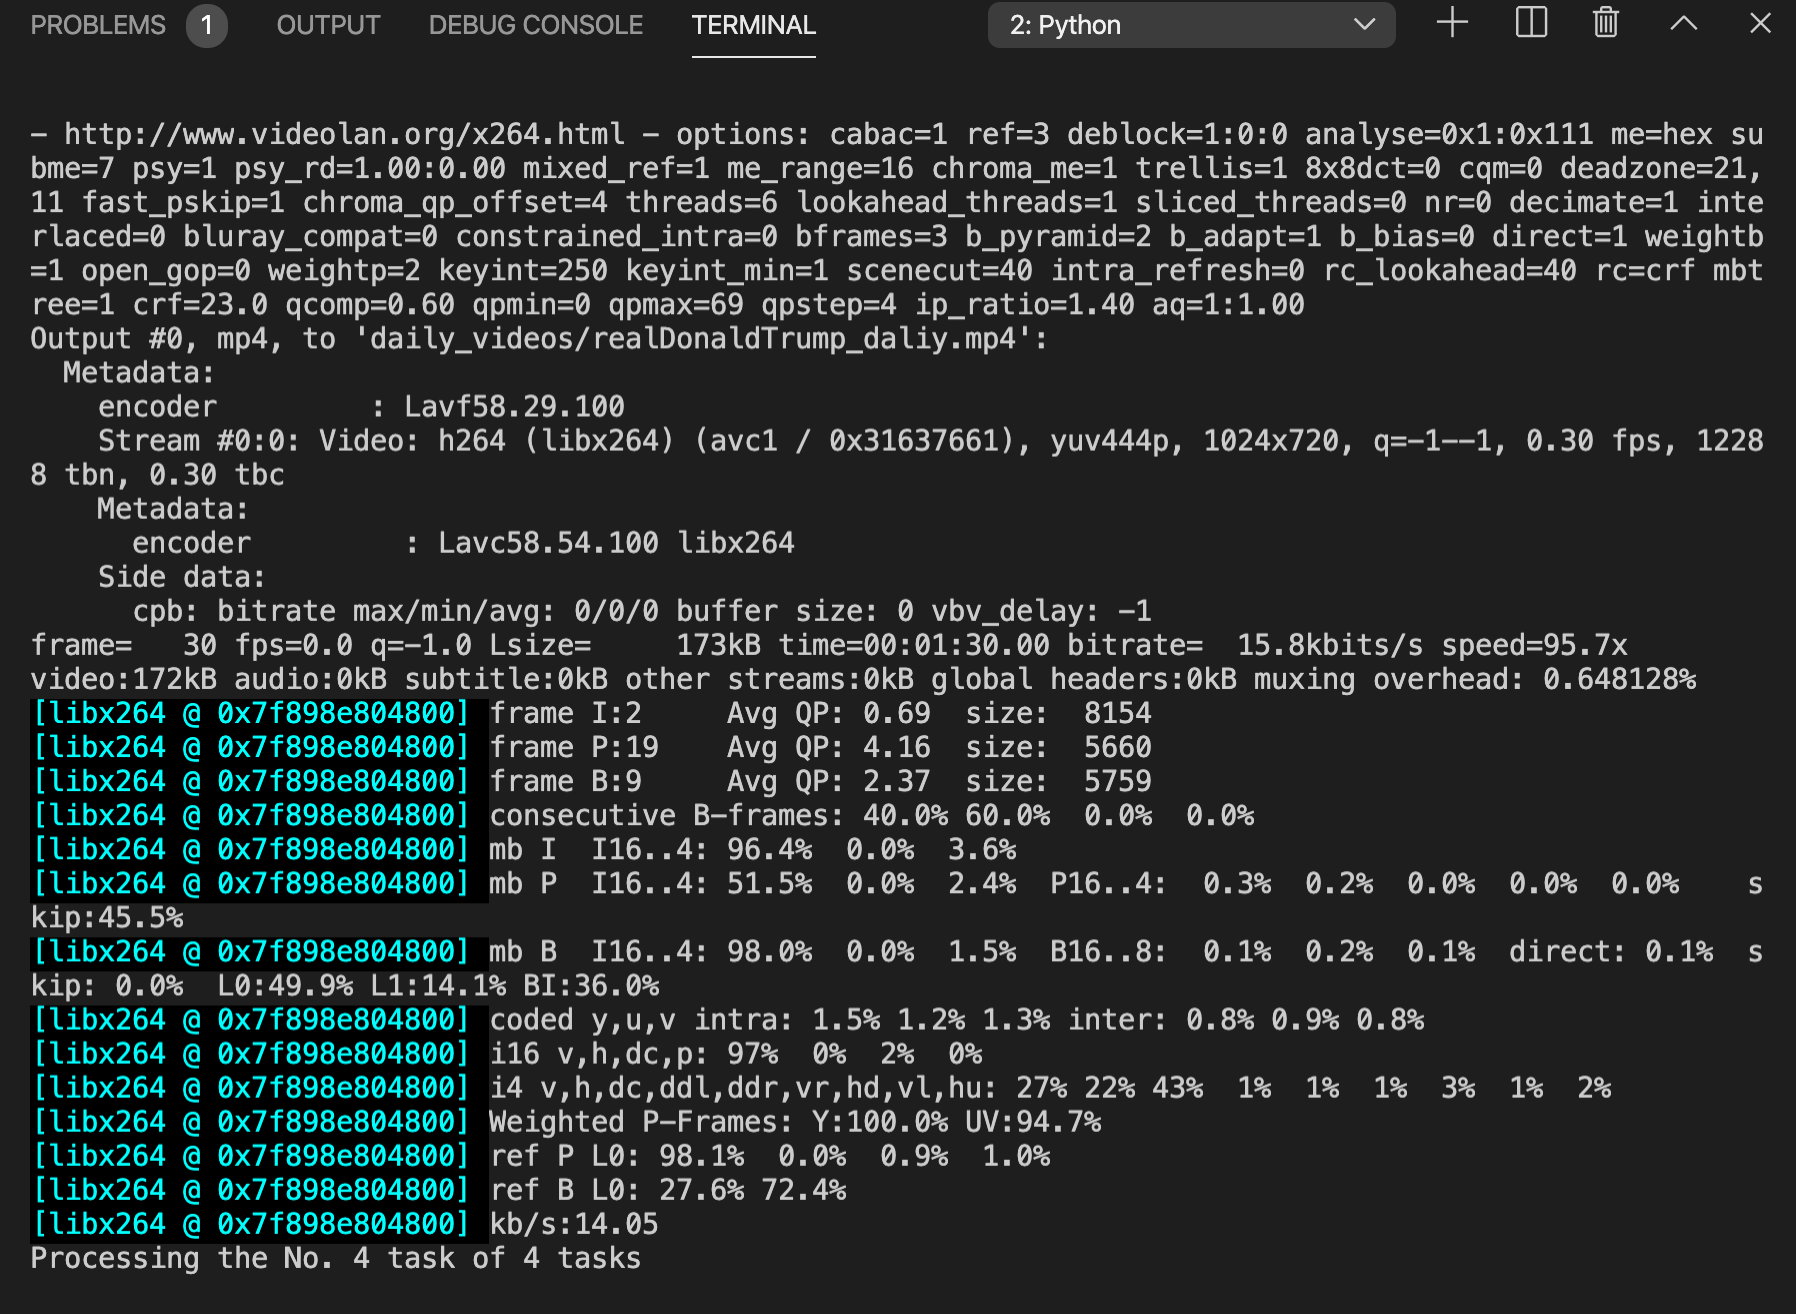 PROBLEMS 1 OUTPUT DEBUG CONSOLE TERMINAL 2: Python
- http://www.videolan.org/x264.html - options: cabac=1 ref=3 deblock=1:0:0 analyse=0x1:0x111 me=hex su
bme=7 psy=1 psy_rd=1.00:0.00 mixed_ref=1 me_range=16 chroma_me=1 trellis=1 8x8dct=0 cqm=0 deadzone=21,
11 fast_pskip=1 chroma_qp_offset=4 threads=6 lookahead_threads=1 sliced_threads=0 nr=0 decimate=1 inte
rlaced=0 bluray_compat=0 constrained_intra=0 bframes=3 b_pyramid=2 b_adapt=1 b_bias=0 direct=1 weightb
=1 open_gop=0 weightp=2 keyint=250 keyint_min=1 scenecut=40 intra_refresh=0 rc_lookahead=40 rc=crf mbt
ree=1 crf=23.0 qcomp=0.60 qpmin=0 qpmax=69 qpstep=4 ip_ratio=1.40 aq=1:1.00
Output #0, mp4, to 'daily_videos/realDonaldTrump_daliy.mp4':
  Metadata:
    encoder         : Lavf58.29.100
    Stream #0:0: Video: h264 (libx264) (avc1 / 0x31637661), yuv444p, 1024x720, q=-1--1, 0.30 fps, 1228
8 tbn, 0.30 tbc
    Metadata:
      encoder         : Lavc58.54.100 libx264
    Side data:
      cpb: bitrate max/min/avg: 0/0/0 buffer size: 0 vbv_delay: -1
frame=   30 fps=0.0 q=-1.0 Lsize=     173kB time=00:01:30.00 bitrate=  15.8kbits/s speed=95.7x
video:172kB audio:0kB subtitle:0kB other streams:0kB global headers:0kB muxing overhead: 0.648128%
[libx264 @ 0x7f898e804800] frame I:2     Avg QP: 0.69  size:  8154
[libx264 @ 0x7f898e804800] frame P:19    Avg QP: 4.16  size:  5660
[libx264 @ 0x7f898e804800] frame B:9     Avg QP: 2.37  size:  5759
[libx264 @ 0x7f898e804800] consecutive B-frames: 40.0% 60.0%  0.0%  0.0%
[libx264 @ 0x7f898e804800] mb I  I16..4: 96.4%  0.0%  3.6%
[libx264 @ 0x7f898e804800] mb P  I16..4: 51.5%  0.0%  2.4%  P16..4:  0.3%  0.2%  0.0%  0.0%  0.0%    s
kip:45.5%
[libx264 @ 0x7f898e804800] mb B  I16..4: 98.0%  0.0%  1.5%  B16..8:  0.1%  0.2%  0.1%  direct: 0.1%  s
kip: 0.0%  L0:49.9% L1:14.1% BI:36.0%
[libx264 @ 0x7f898e804800] coded y,u,v intra: 1.5% 1.2% 1.3% inter: 0.8% 0.9% 0.8%
[libx264 @ 0x7f898e804800] i16 v,h,dc,p: 97%  0%  2%  0%
[libx264 @ 0x7f898e804800] i4 v,h,dc,ddl,ddr,vr,hd,vl,hu: 27% 22% 43%  1%  1%  1%  3%  1%  2%
[libx264 @ 0x7f898e804800] Weighted P-Frames: Y:100.0% UV:94.7%
[libx264 @ 0x7f898e804800] ref P L0: 98.1%  0.0%  0.9%  1.0%
[libx264 @ 0x7f898e804800] ref B L0: 27.6% 72.4%
[libx264 @ 0x7f898e804800] kb/s:14.05
Processing the No. 4 task of 4 tasks